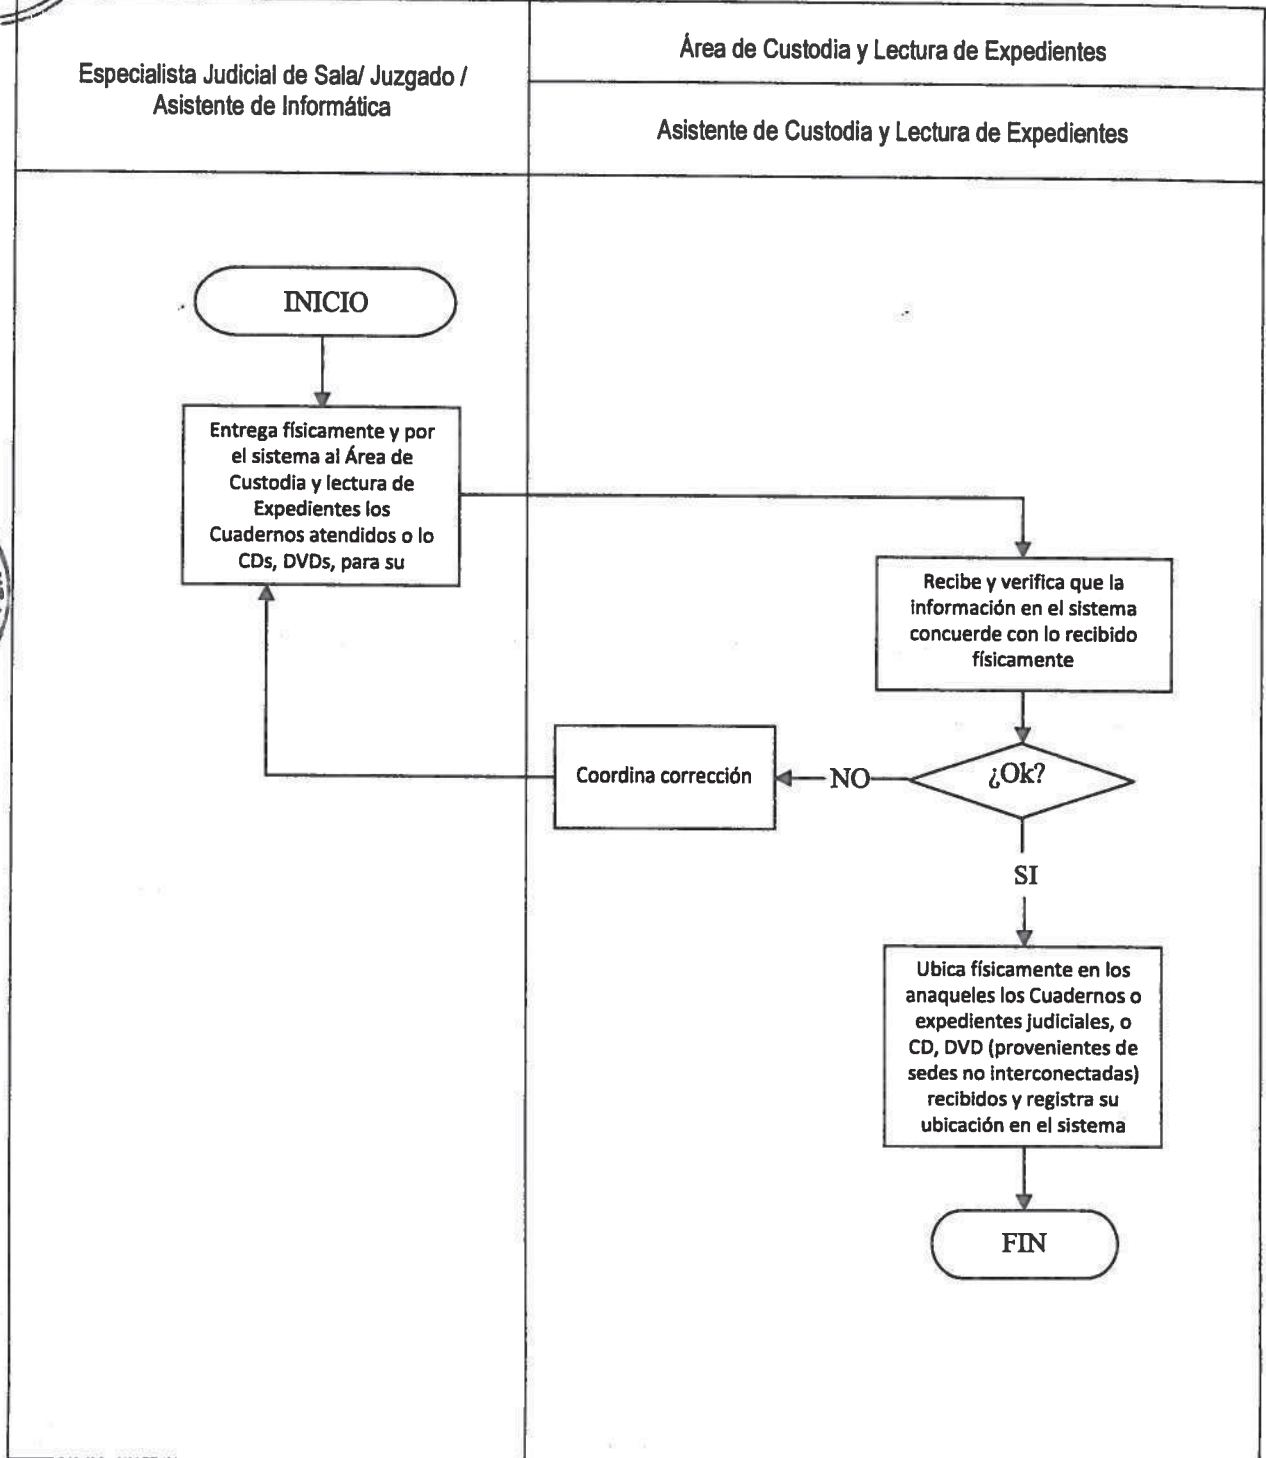 Especialista Judicial de Sala/ Juzgado /
Asistente de Informática
Área de Custodia y Lectura de Expedientes
Asistente de Custodia y Lectura de Expedientes
INICIO
Entrega físicamente y por
el sistema al Área de
Custodia y lectura de
Expedientes los
Cuadernos atendidos o lo
CDs, DVDs, para su
Recibe y verifica que la
información en el sistema
concuerde con lo recibido
físicamente
¿Ok?
NO
Coordina corrección
SI
Ubica físicamente en los
anaqueles los Cuadernos o
expedientes judiciales, o
CD, DVD (provenientes de
sedes no interconectadas)
recibidos y registra su
ubicación en el sistema
FIN